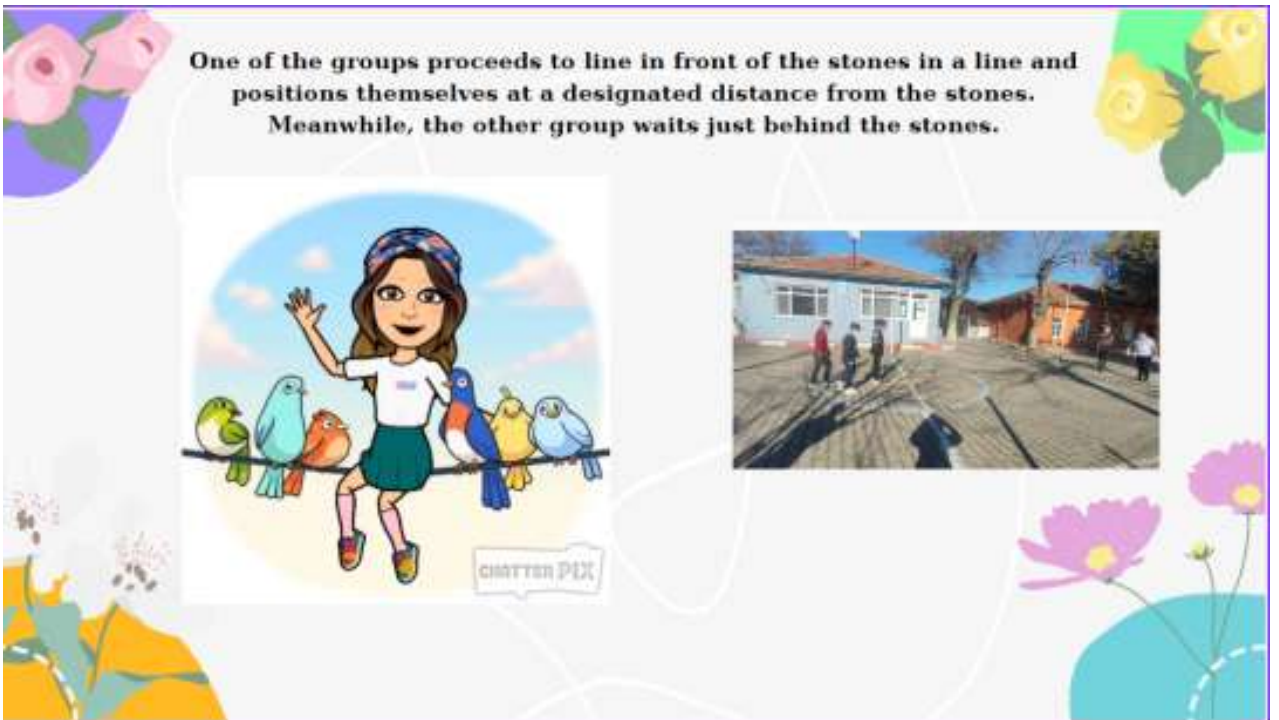 One of the groups proceeds to line in front of the stones in a line and
positions themselves at a designated distance from the stones.
Meanwhile, the other group waits just behind the stones.
CHATTER PIX